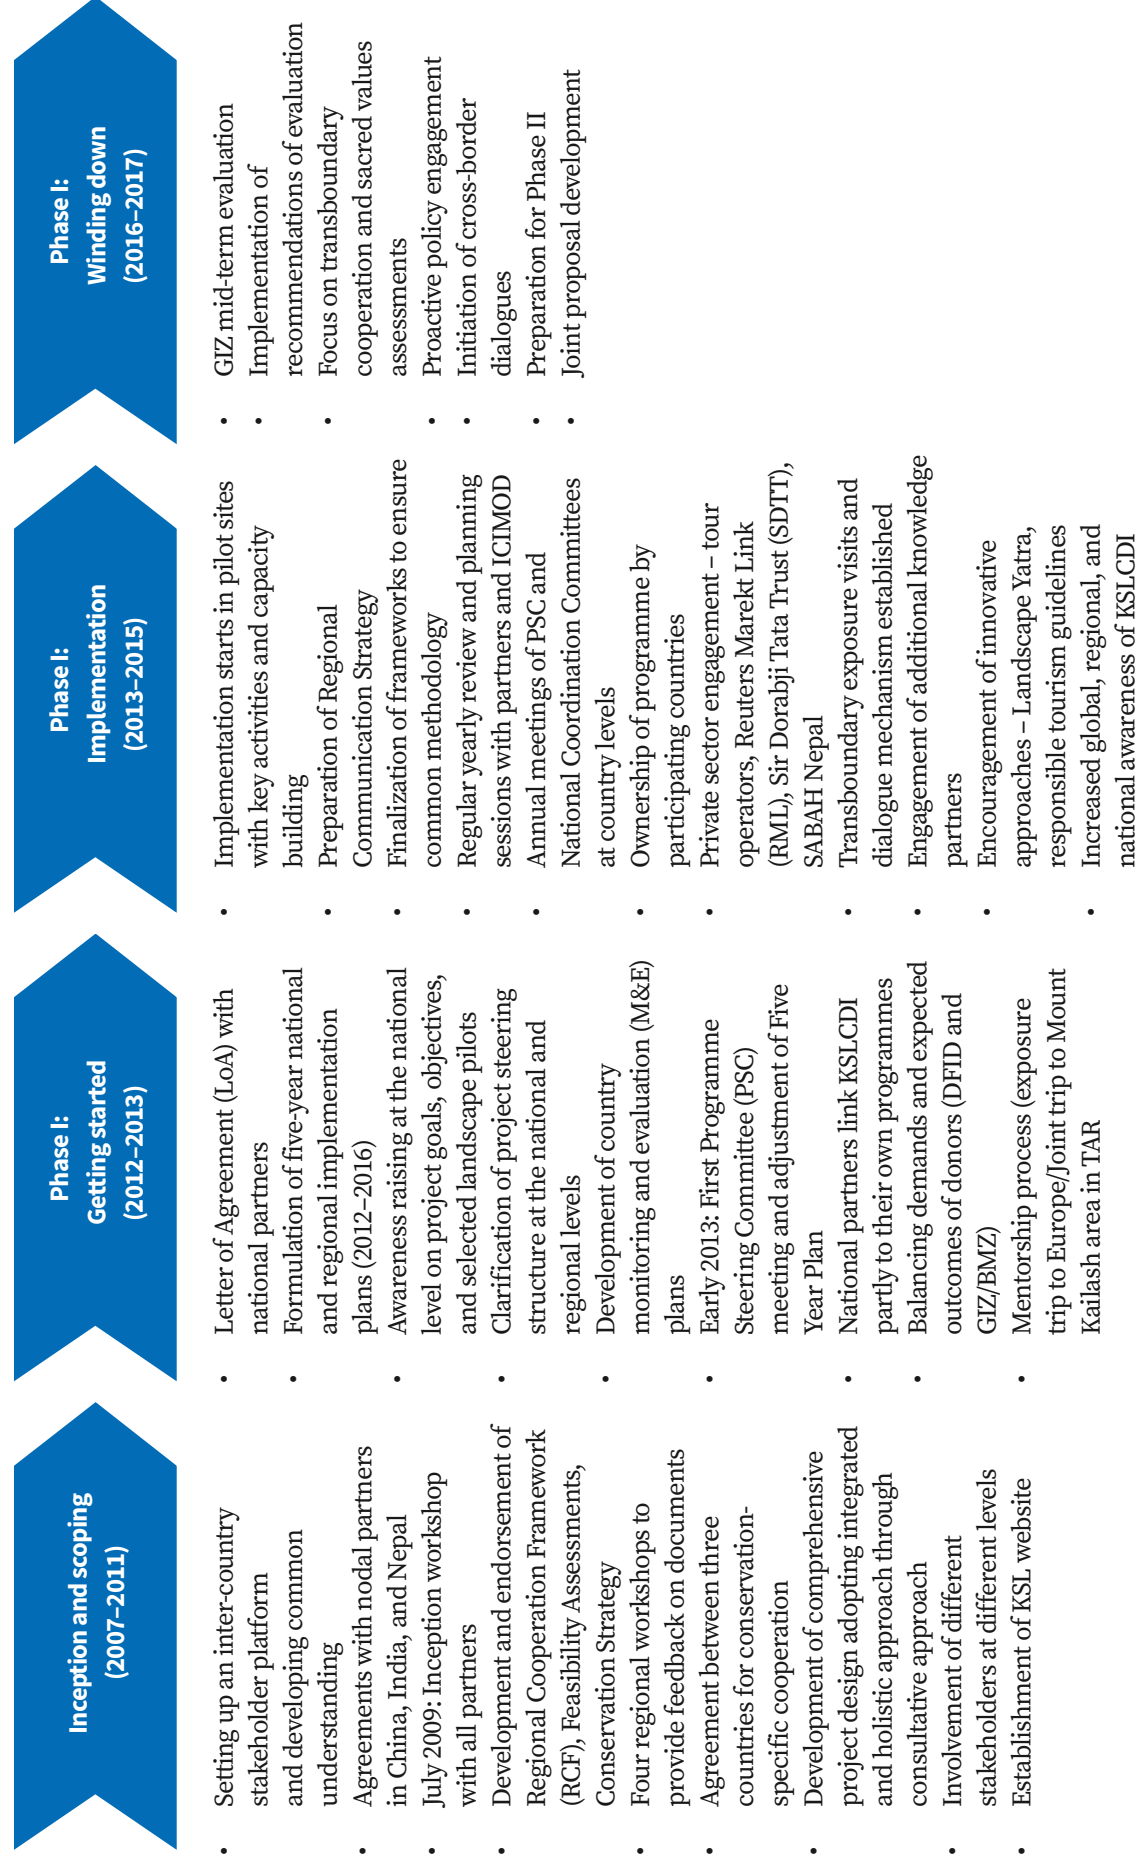 Inception and scoping
(2007–2011)
• Setting up an inter-country
stakeholder platform
and developing common
understanding
• Agreements with nodal partners
in China, India, and Nepal
• July 2009: Inception workshop
with all partners
• Development and endorsement of
Regional Cooperation Framework
(RCF), Feasibility Assessments,
Conservation Strategy
• Four regional workshops to
provide feedback on documents
• Agreement between three
countries for conservation-
specific cooperation
• Development of comprehensive
project design adopting integrated
and holistic approach through
consultative approach
• Involvement of different
stakeholders at different levels
• Establishment of KSL website
Phase I:
Getting started
(2012–2013)
• Letter of Agreement (LoA) with
national partners
• Formulation of five-year national
and regional implementation
plans (2012–2016)
• Awareness raising at the national
level on project goals, objectives,
and selected landscape pilots
• Clarification of project steering
structure at the national and
regional levels
• Development of country
monitoring and evaluation (M&E)
plans
• Early 2013: First Programme
Steering Committee (PSC)
meeting and adjustment of Five
Year Plan
• National partners link KSLCDI
partly to their own programmes
• Balancing demands and expected
outcomes of donors (DFID and
GIZ/BMZ)
• Mentorship process (exposure
trip to Europe/Joint trip to Mount
Kailash area in TAR
Phase I:
Implementation
(2013–2015)
• Implementation starts in pilot sites
with key activities and capacity
building
• Preparation of Regional
Communication Strategy
• Finalization of frameworks to ensure
common methodology
• Regular yearly review and planning
sessions with partners and ICIMOD
• Annual meetings of PSC and
National Coordination Committees
at country levels
• Ownership of programme by
participating countries
• Private sector engagement – tour
operators, Reuters Marekt Link
(RML), Sir Dorabji Tata Trust (SDTT),
SABAH Nepal
• Transboundary exposure visits and
dialogue mechanism established
• Engagement of additional knowledge
partners
• Encouragement of innovative
approaches – Landscape Yatra,
responsible tourism guidelines
• Increased global, regional, and
national awareness of KSLCDI
Phase I:
Winding down
(2016–2017)
• GIZ mid-term evaluation
• Implementation of
recommendations of evaluation
• Focus on transboundary
cooperation and sacred values
assessments
• Proactive policy engagement
• Initiation of cross-border
dialogues
• Preparation for Phase II
• Joint proposal development